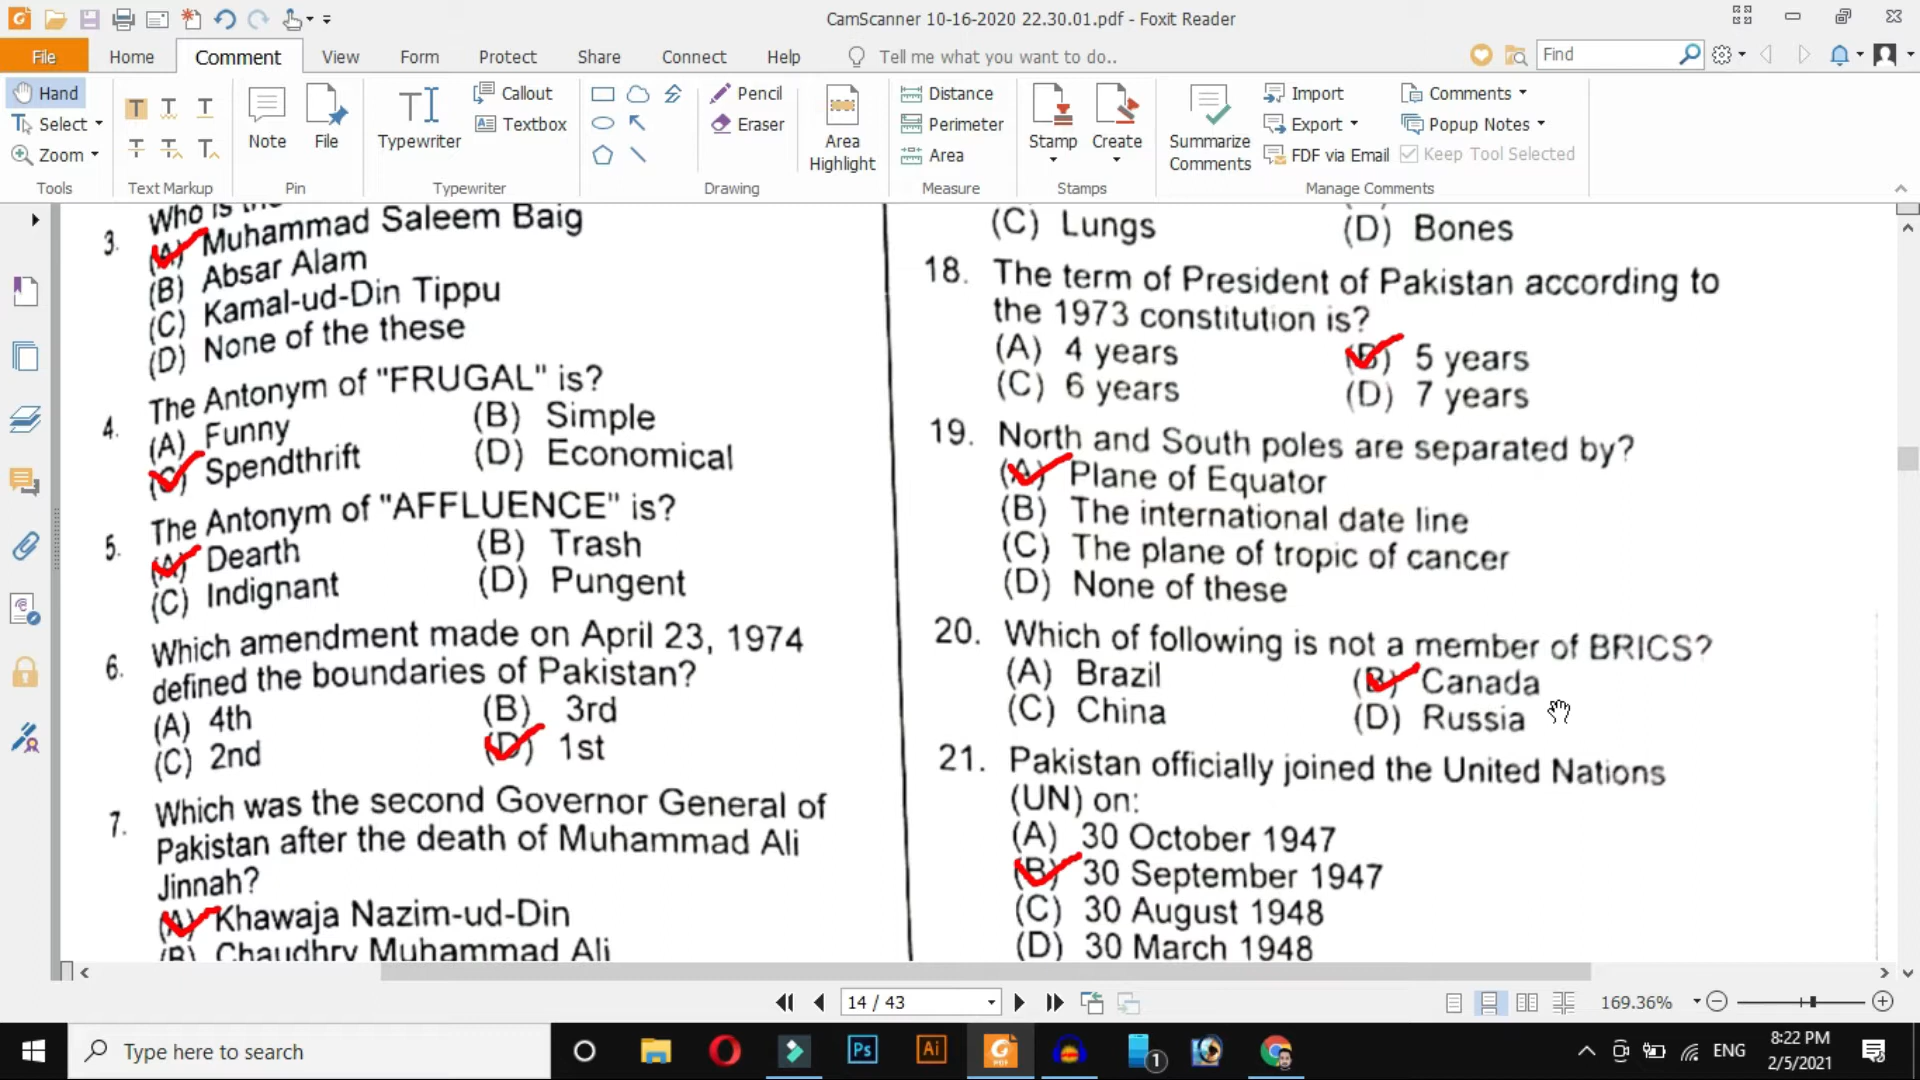 CamScanner 10-16-2020 22.30.01.pdf - Foxit Reader
File Home Comment View Form Protect Share Connect Help Tell me what you want to do.. Find
Hand
Select
Zoom
Tools
Text Markup
Note File
Pin
Typewriter
Callout
Textbox
Typewriter
Pencil
Eraser
Area Highlight
Drawing
Distance
Perimeter
Area
Measure
Stamp Create
Stamps
Summarize Comments
Import
Export
FDF via Email
Comments
Popup Notes
Keep Tool Selected
Manage Comments
3. Who is
(A) Muhammad Saleem Baig
(B) Absar Alam
(C) Kamal-ud-Din Tippu
(D) None of the these
4. The Antonym of "FRUGAL" is?
(A) Funny (B) Simple
(C) Spendthrift (D) Economical
5. The Antonym of "AFFLUENCE" is?
(A) Dearth (B) Trash
(C) Indignant (D) Pungent
6. Which amendment made on April 23, 1974
defined the boundaries of Pakistan?
(A) 4th (B) 3rd
(C) 2nd (D) 1st
7. Which was the second Governor General of
Pakistan after the death of Muhammad Ali
Jinnah?
(A) Khawaja Nazim-ud-Din
(B) Chaudhry Muhammad Ali
(C) Lungs (D) Bones
18. The term of President of Pakistan according to
the 1973 constitution is?
(A) 4 years (B) 5 years
(C) 6 years (D) 7 years
19. North and South poles are separated by?
(A) Plane of Equator
(B) The international date line
(C) The plane of tropic of cancer
(D) None of these
20. Which of following is not a member of BRICS?
(A) Brazil (B) Canada
(C) China (D) Russia
21. Pakistan officially joined the United Nations
(UN) on:
(A) 30 October 1947
(B) 30 September 1947
(C) 30 August 1948
(D) 30 March 1948
14 / 43
169.36%
Type here to search
Ps Ai
1
ENG
8:22 PM
2/5/2021